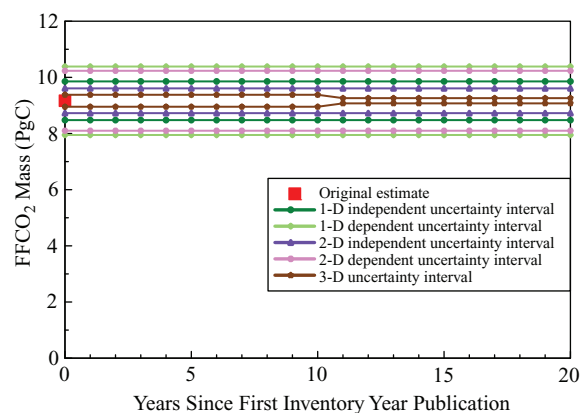 12
10
8
6
4
2
0
FFCO₂ Mass (PgC)
Original estimate
1-D independent uncertainty interval
1-D dependent uncertainty interval
2-D independent uncertainty interval
2-D dependent uncertainty interval
3-D uncertainty interval
0 5 10 15 20
Years Since First Inventory Year Publication